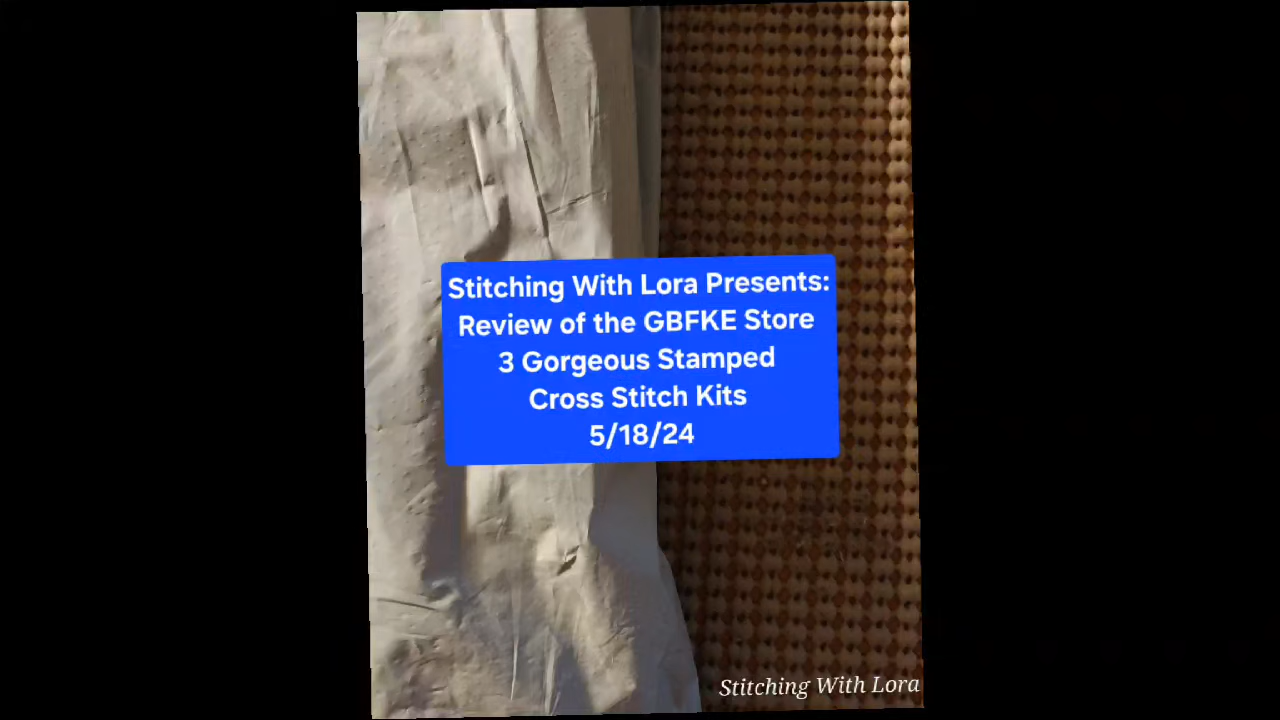 Stitching With Lora Presents:
Review of the GBFKE Store
3 Gorgeous Stamped
Cross Stitch Kits
5/18/24
Stitching With Lora